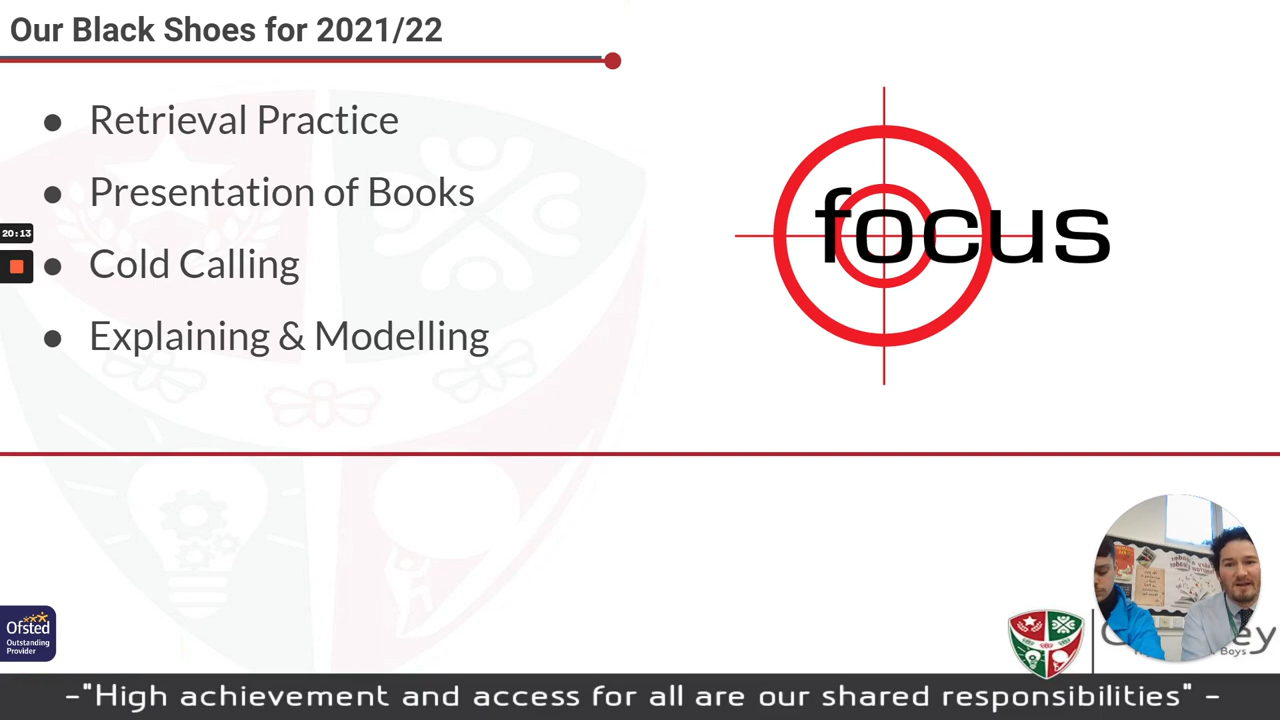 Our Black Shoes for 2021/22
● Retrieval Practice
● Presentation of Books
● Cold Calling
● Explaining & Modelling
focus
20:13
Ofsted
Outstanding
Provider
Boys
-"High achievement and access for all are our shared responsibilities" -